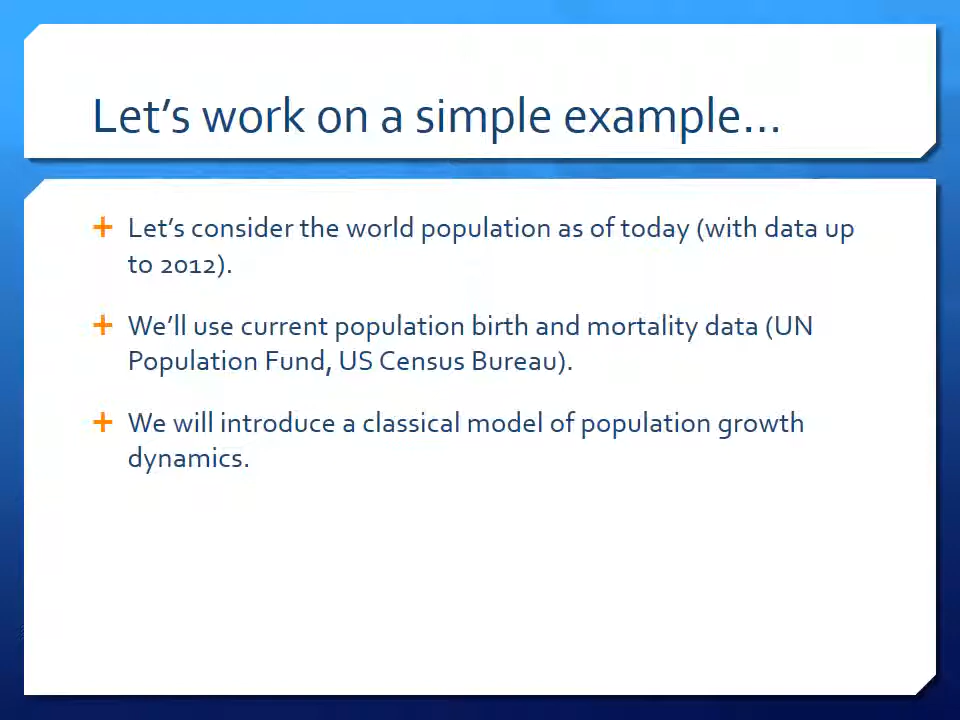 Let’s work on a simple example…
Let’s consider the world population as of today (with data up
to 2012).
We’ll use current population birth and mortality data (UN
Population Fund, US Census Bureau).
We will introduce a classical model of population growth
dynamics.